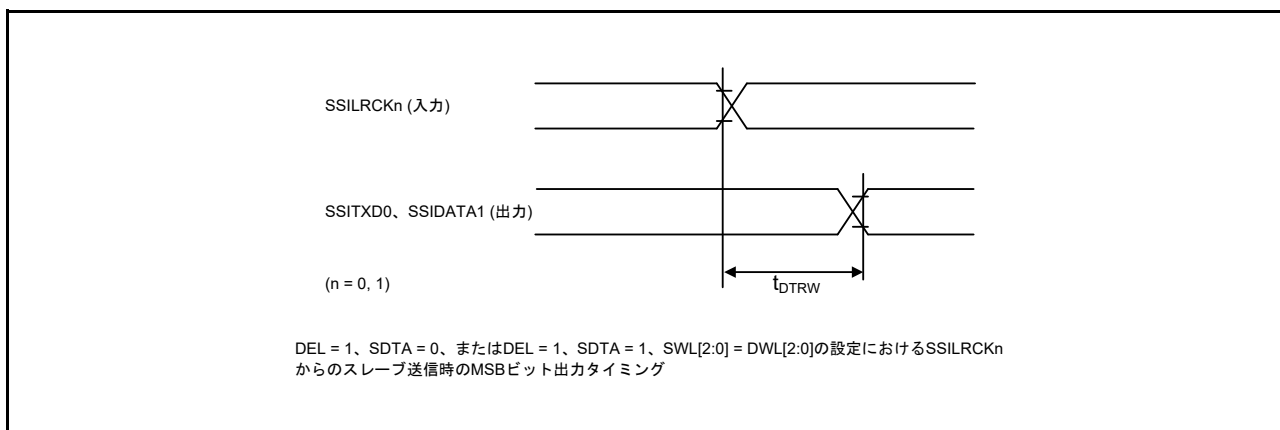 SSILRCKn (入力)
SSITXD0、SSIDATA1 (出力)
(n = 0, 1)
tDTRW
DEL = 1、SDTA = 0、またはDEL = 1、SDTA = 1、SWL[2:0] = DWL[2:0]の設定におけるSSILRCKn
からのスレーブ送信時のMSBビット出力タイミング